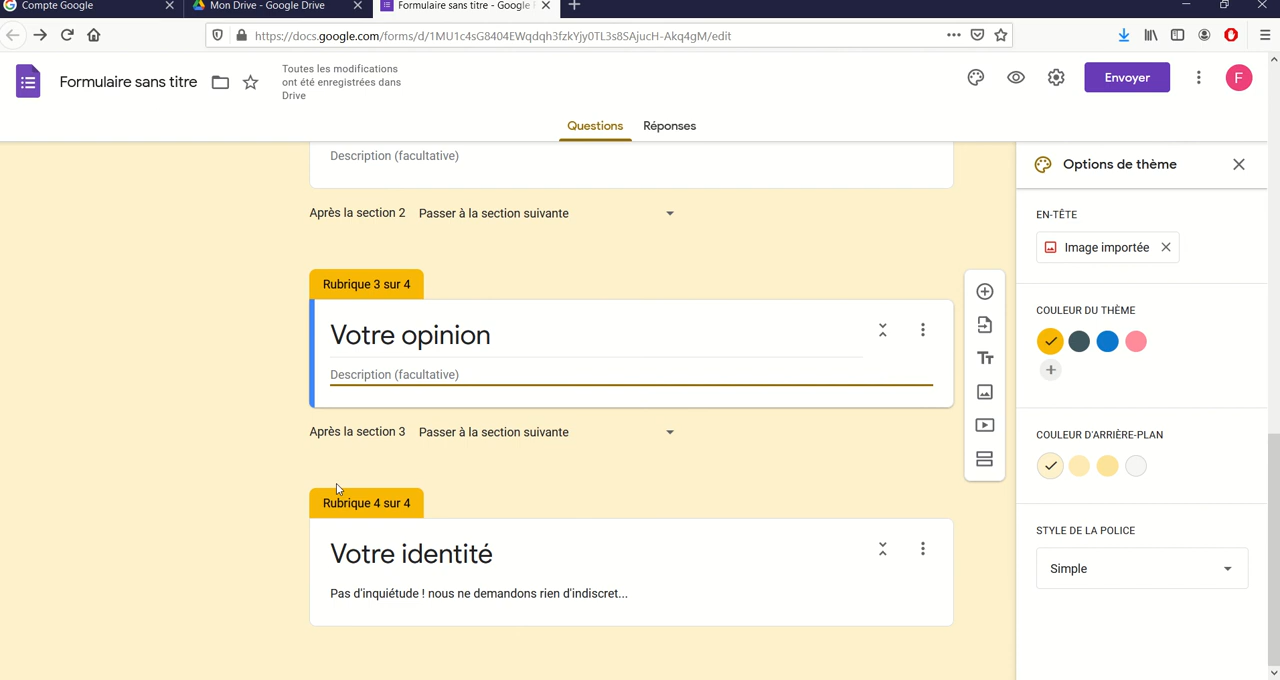 Compte Google
Mon Drive - Google Drive
Formulaire sans titre - Google F
https://docs.google.com/forms/d/1MU1c4sG8404EWqdqh3fzkYjy0TL3s8SAjucH-Akq4gM/edit
Formulaire sans titre
Toutes les modifications
ont été enregistrées dans
Drive
Envoyer
F
Questions
Réponses
Description (facultative)
Après la section 2 Passer à la section suivante
Rubrique 3 sur 4
Votre opinion
Description (facultative)
Après la section 3 Passer à la section suivante
Rubrique 4 sur 4
Votre identité
Pas d'inquiétude ! nous ne demandons rien d'indiscret...
Tт
Options de thème
EN-TÊTE
Image importée
COULEUR DU THÈME
COULEUR D'ARRIÈRE-PLAN
STYLE DE LA POLICE
Simple